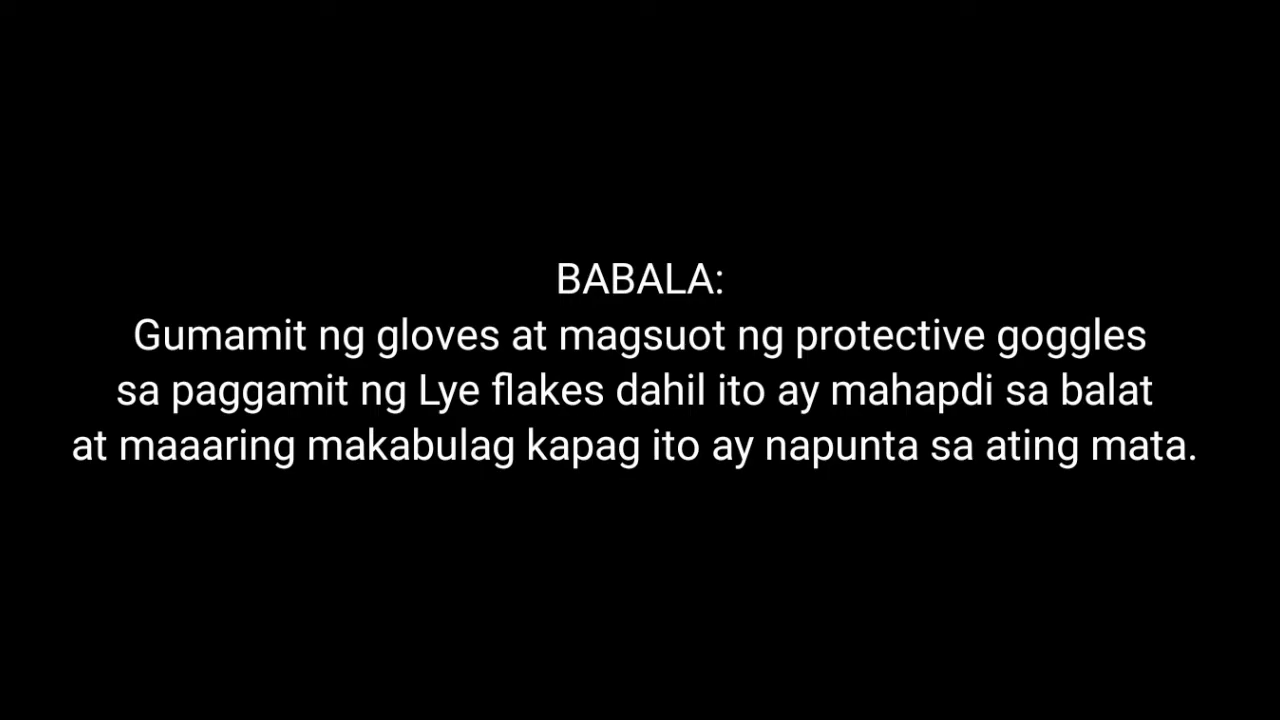 BABALA:
Gumamit ng gloves at magsuot ng protective goggles
sa paggamit ng Lye flakes dahil ito ay mahapdi sa balat
at maaaring makabulag kapag ito ay napunta sa ating mata.